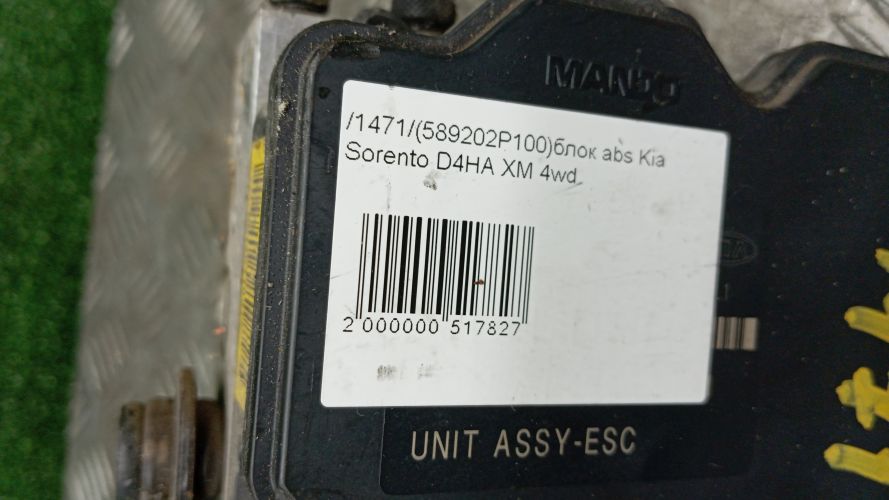 MANDO
/1471/(589202P100)блок abs Kia
Sorento D4HA XM 4wd
2 000000 517827
UNIT ASSY-ESC